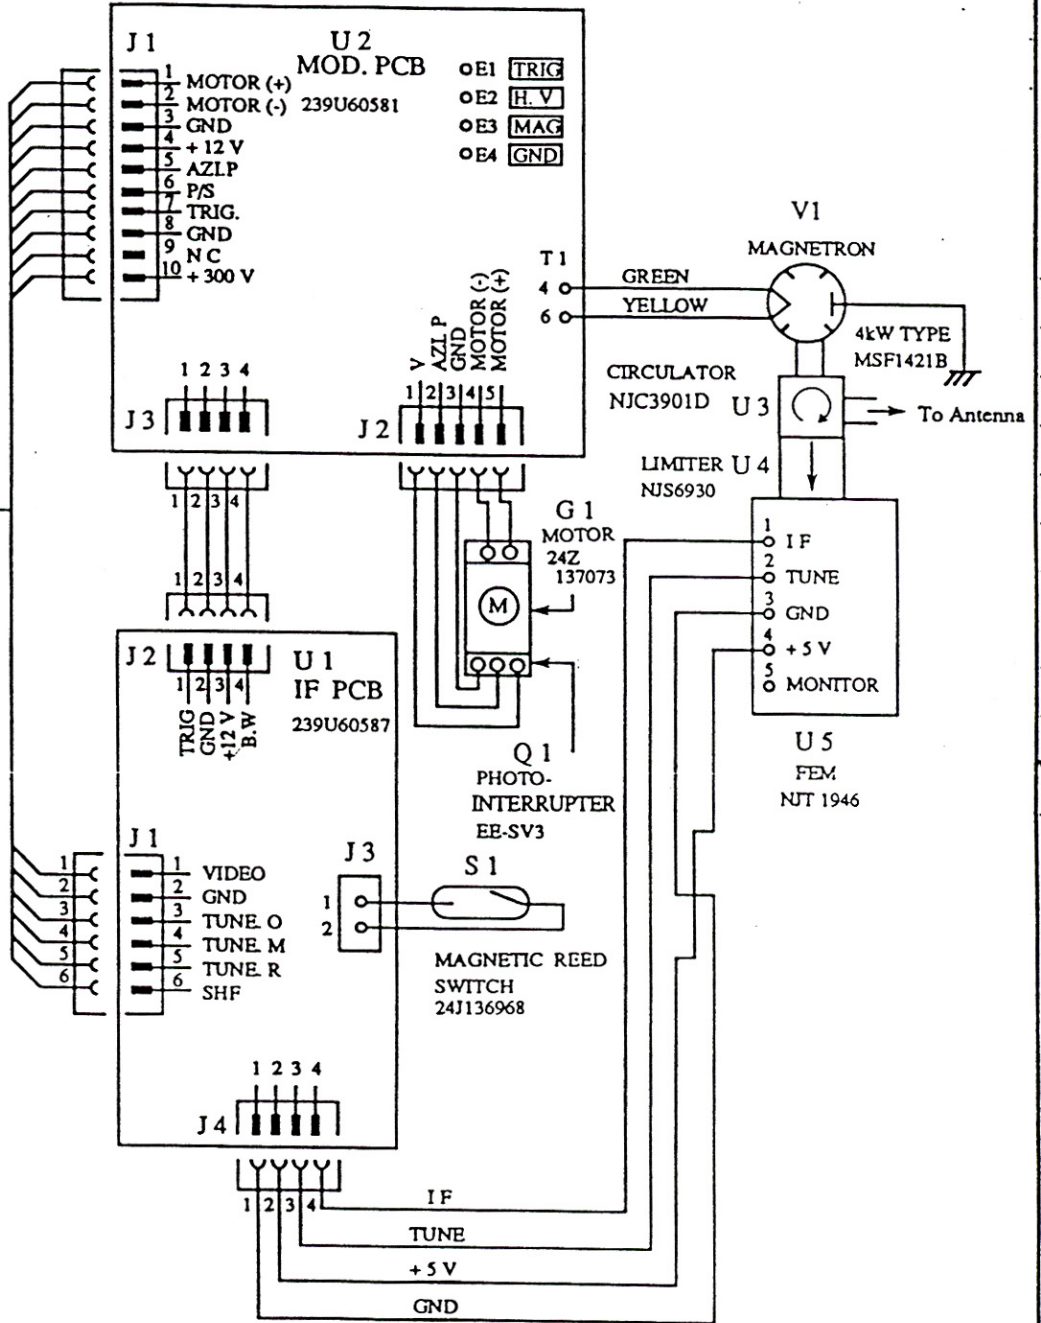 J 1
U 2
MOD. PCB
239U60581
E1 TRIG
E2 H. V
E3 MAG
E4 GND
1 MOTOR (+)
2 MOTOR (-)
3 GND
4 + 12 V
5 AZLP
6 P/S
7 TRIG.
8 GND
9 N C
10 + 300 V
T 1
4
6
GREEN
YELLOW
V1
MAGNETRON
4kW TYPE
MSF1421B
CIRCULATOR
NJC3901D
U 3
To Antenna
LIMITER U 4
NJS6930
J 3
1 2 3 4
J 2
V
AZL P
GND
MOTOR (-)
MOTOR (+)
1 2 3 4 5
1 2 3 4
1 2 3 4
G 1
MOTOR
24Z
137073
M
1 I F
2 TUNE
3 GND
4 + 5 V
5 MONITOR
U 5
FEM
NJT 1946
J 2
1 2 3 4
TRIG
GND
+12 V
B.W
U 1
IF PCB
239U60587
Q 1
PHOTO-
INTERRUPTER
EE-SV3
J 1
1 1 VIDEO
2 2 GND
3 3 TUNE. O
4 4 TUNE. M
5 5 TUNE. R
6 6 SHF
J 3
1
2
S 1
MAGNETIC REED
SWITCH
24J136968
1 2 3 4
J 4
1 2 3 4
I F
TUNE
+ 5 V
GND